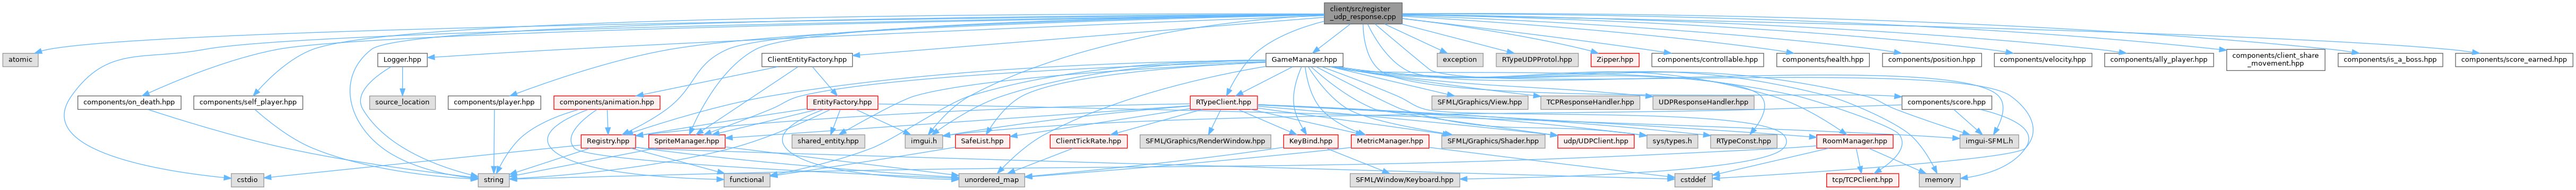 client/src/register
_udp_response.cpp
atomic
Logger.hpp
ClientEntityFactory.hpp
GameManager.hpp
exception
RTypeUDPProtol.hpp
Zipper.hpp
components/controllable.hpp
components/health.hpp
components/position.hpp
components/velocity.hpp
components/ally_player.hpp
components/client_share
_movement.hpp
components/is_a_boss.hpp
components/score_earned.hpp
components/on_death.hpp
components/self_player.hpp
source_location
components/player.hpp
components/animation.hpp
EntityFactory.hpp
RTypeClient.hpp
SFML/Graphics/View.hpp
TCPResponseHandler.hpp
UDPResponseHandler.hpp
components/score.hpp
Registry.hpp
SpriteManager.hpp
shared_entity.hpp
imgui.h
SafeList.hpp
ClientTickRate.hpp
SFML/Graphics/RenderWindow.hpp
KeyBind.hpp
MetricManager.hpp
SFML/Graphics/Shader.hpp
udp/UDPClient.hpp
sys/types.h
RTypeConst.hpp
RoomManager.hpp
imgui-SFML.h
cstdio
string
functional
unordered_map
SFML/Window/Keyboard.hpp
cstddef
tcp/TCPClient.hpp
memory